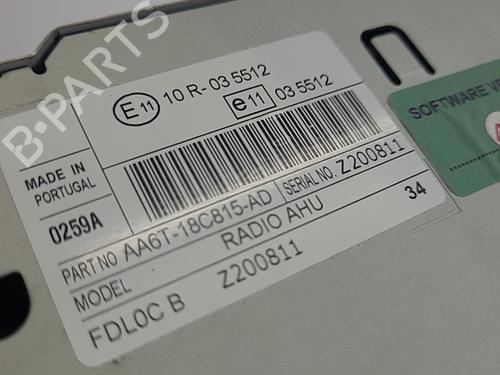 B-PARTS
E11 10 R- 03 5512
e11 03 5512
MADE IN
PORTUGAL
0259A
PART NO AA6T-18C815-AD SERIAL NO. Z200811
MODEL RADIO AHU 34
FDL0C B Z200811
SOFTWARE